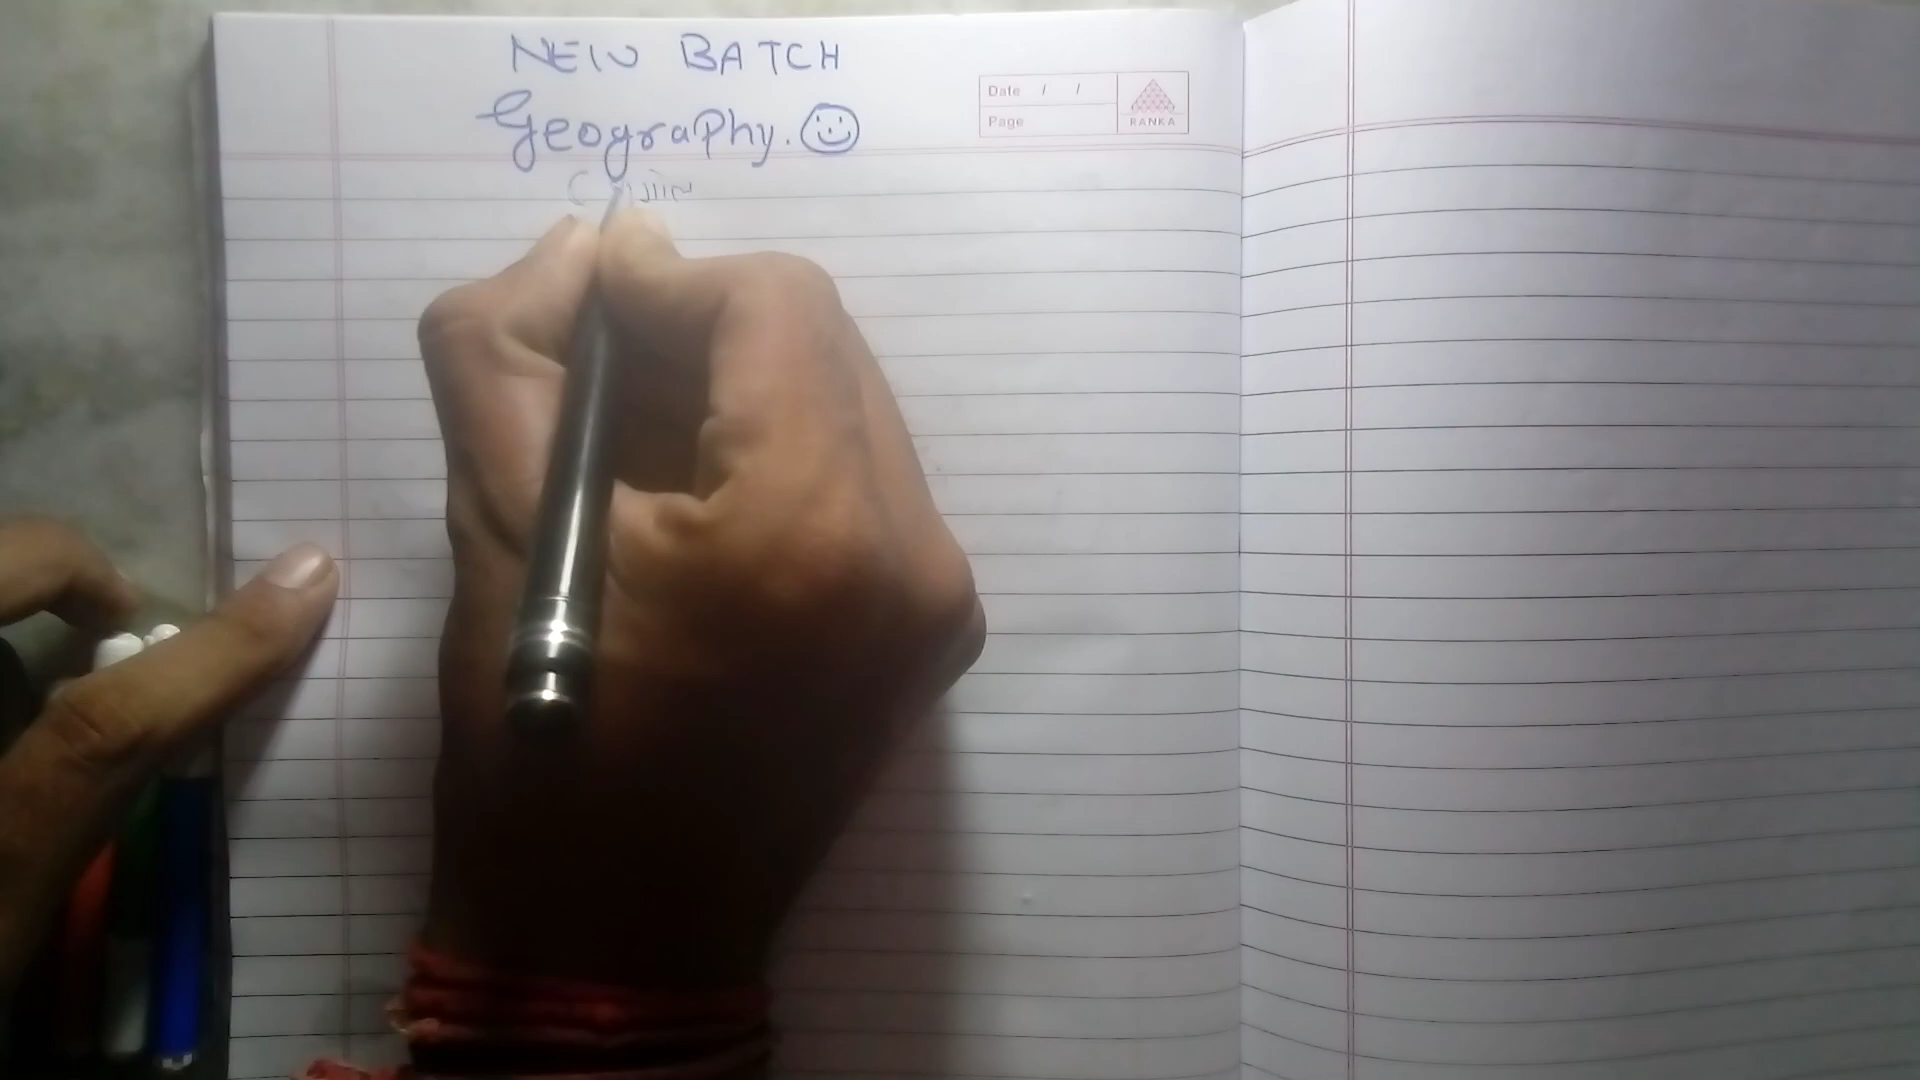 NEW BATCH
Geography. ☺
Date / /
Page
RANKA